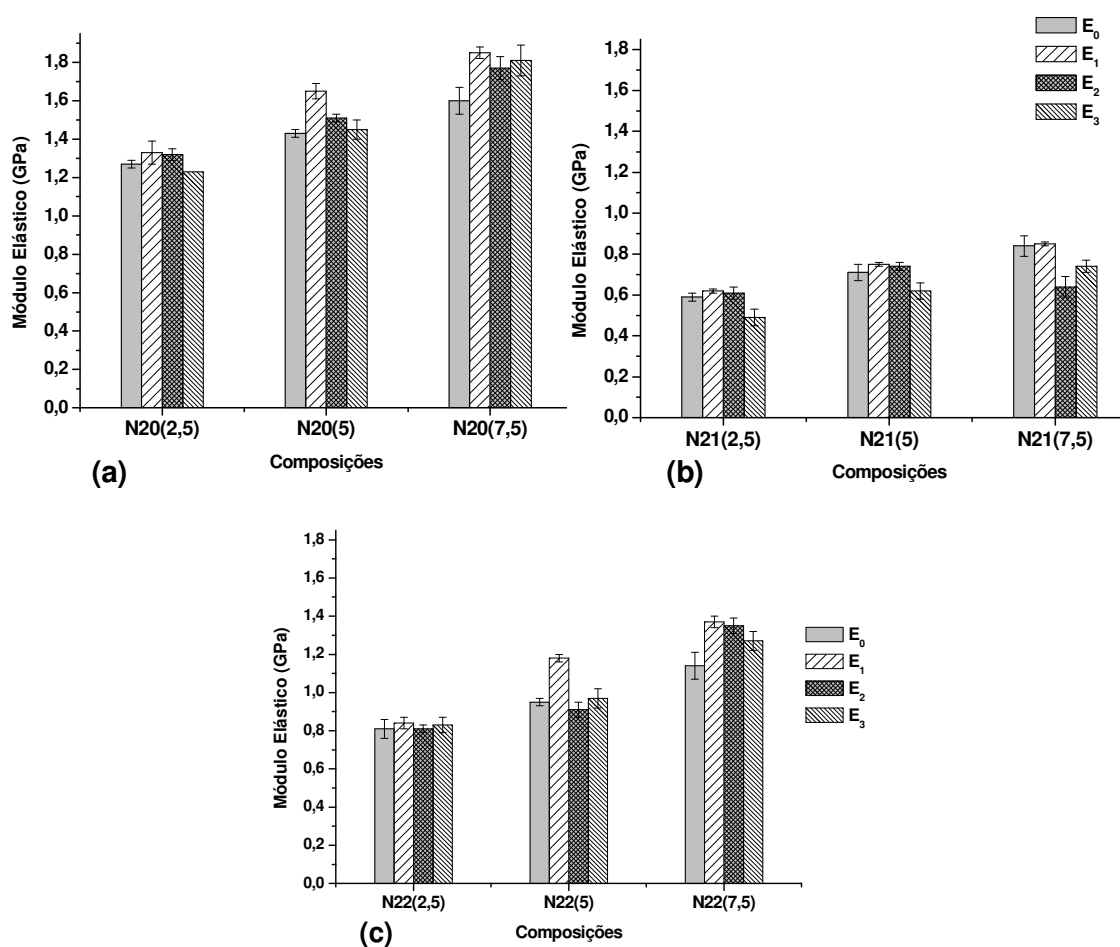 Módulo Elástico (GPa)
1,8
1,6
1,4
1,2
1,0
0,8
0,6
0,4
0,2
0,0
N20(2,5) N20(5) N20(7,5)
Composições
(a)
E0
E1
E2
E3
Módulo Elástico (GPa)
1,8
1,6
1,4
1,2
1,0
0,8
0,6
0,4
0,2
0,0
N21(2,5) N21(5) N21(7,5)
Composições
(b)
Módulo Elástico (GPa)
1,8
1,6
1,4
1,2
1,0
0,8
0,6
0,4
0,2
0,0
N22(2,5) N22(5) N22(7,5)
Composições
(c)
E0
E1
E2
E3